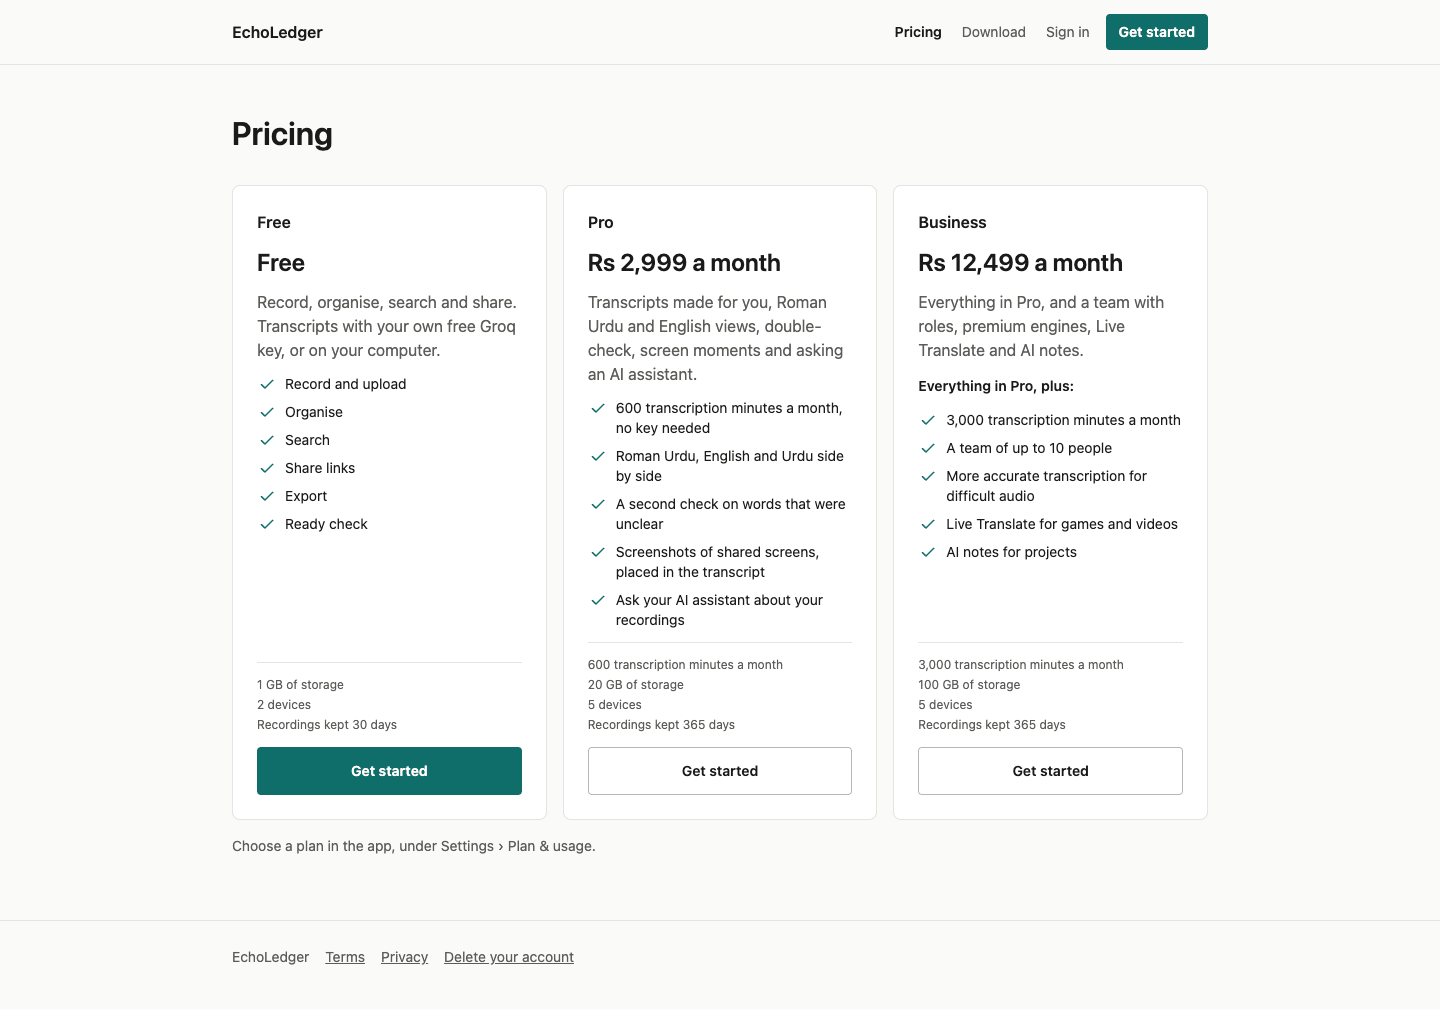 EchoLedger
Pricing
Download
Sign in
Get started
Pricing
Free
Free
Record, organise, search and share.
Transcripts with your own free Groq
key, or on your computer.
Record and upload
Organise
Search
Share links
Export
Ready check
1 GB of storage
2 devices
Recordings kept 30 days
Get started
Pro
Rs 2,999 a month
Transcripts made for you, Roman
Urdu and English views, double-
check, screen moments and asking
an AI assistant.
600 transcription minutes a month,
no key needed
Roman Urdu, English and Urdu side
by side
A second check on words that were
unclear
Screenshots of shared screens,
placed in the transcript
Ask your AI assistant about your
recordings
600 transcription minutes a month
20 GB of storage
5 devices
Recordings kept 365 days
Get started
Business
Rs 12,499 a month
Everything in Pro, and a team with
roles, premium engines, Live
Translate and AI notes.
Everything in Pro, plus:
3,000 transcription minutes a month
A team of up to 10 people
More accurate transcription for
difficult audio
Live Translate for games and videos
AI notes for projects
3,000 transcription minutes a month
100 GB of storage
5 devices
Recordings kept 365 days
Get started
Choose a plan in the app, under Settings › Plan & usage.
EchoLedger
Terms
Privacy
Delete your account